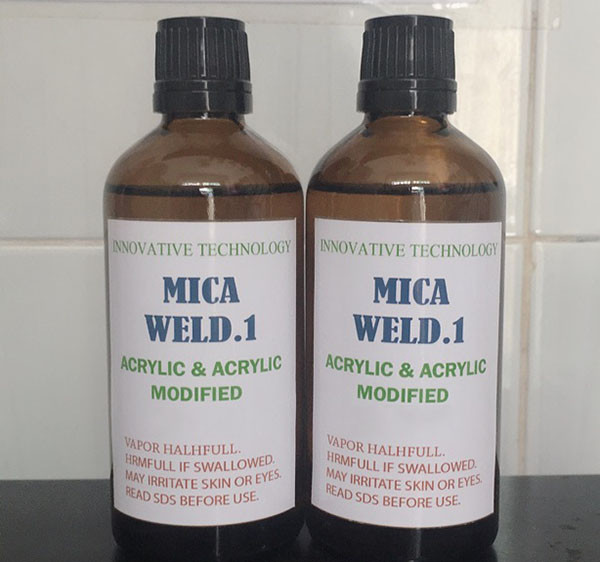 INNOVATIVE TECHNOLOGY
MICA
WELD.1
ACRYLIC & ACRYLIC
MODIFIED
VAPOR HALHFULL.
HRMFULL IF SWALLOWED.
MAY IRRITATE SKIN OR EYES.
READ SDS BEFORE USE.
INNOVATIVE TECHNOLOGY
MICA
WELD.1
ACRYLIC & ACRYLIC
MODIFIED
VAPOR HALHFULL.
HRMFULL IF SWALLOWED.
MAY IRRITATE SKIN OR EYES.
READ SDS BEFORE USE.